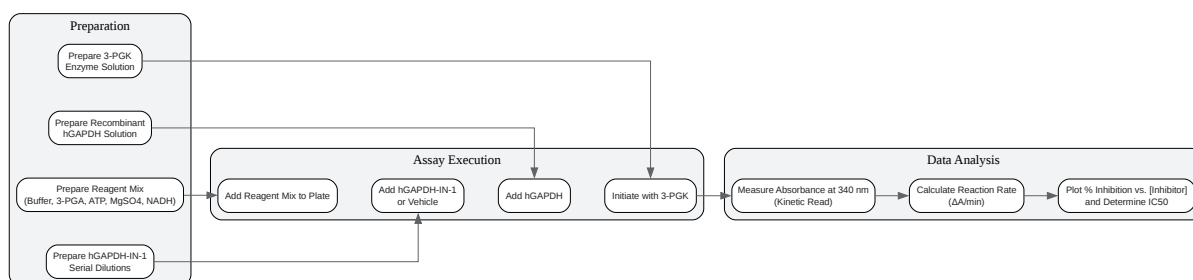 Preparation
Prepare 3-PGK
Enzyme Solution
Prepare Recombinant
hGAPDH Solution
Prepare Reagent Mix
(Buffer, 3-PGA, ATP, MgSO4, NADH)
Prepare hGAPDH-IN-1
Serial Dilutions
Assay Execution
Add Reagent Mix to Plate
Add hGAPDH-IN-1
or Vehicle
Add hGAPDH
Initiate with 3-PGK
Data Analysis
Measure Absorbance at 340 nm
(Kinetic Read)
Calculate Reaction Rate
(ΔA/min)
Plot % Inhibition vs. [Inhibitor]
and Determine IC50